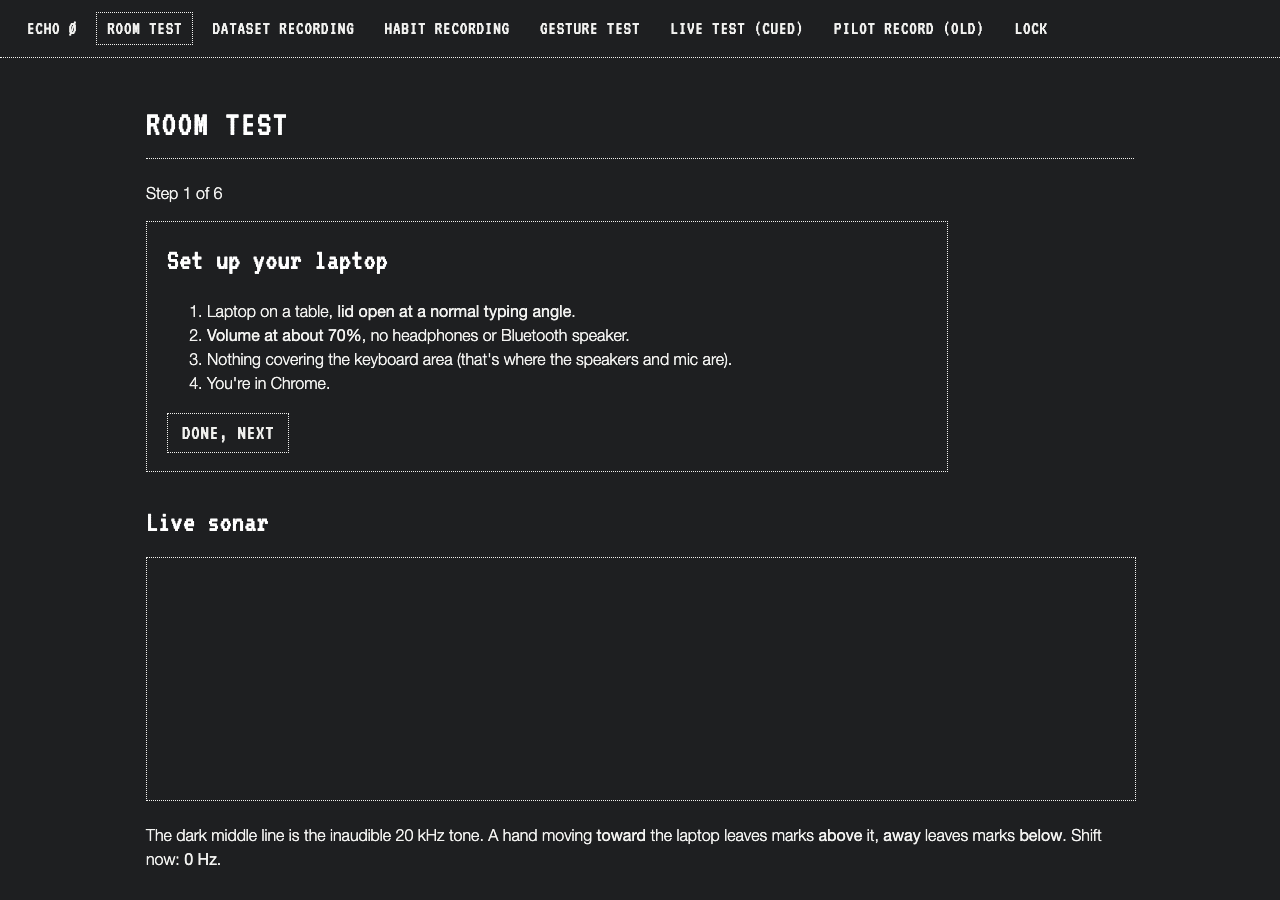 ECHO Ø ROOM TEST DATASET RECORDING HABIT RECORDING GESTURE TEST LIVE TEST (CUED) PILOT RECORD (OLD) LOCK
ROOM TEST
Step 1 of 6
Set up your laptop
1. Laptop on a table, lid open at a normal typing angle.
2. Volume at about 70%, no headphones or Bluetooth speaker.
3. Nothing covering the keyboard area (that's where the speakers and mic are).
4. You're in Chrome.
DONE, NEXT
Live sonar
The dark middle line is the inaudible 20 kHz tone. A hand moving toward the laptop leaves marks above it, away leaves marks below. Shift
now: 0 Hz.